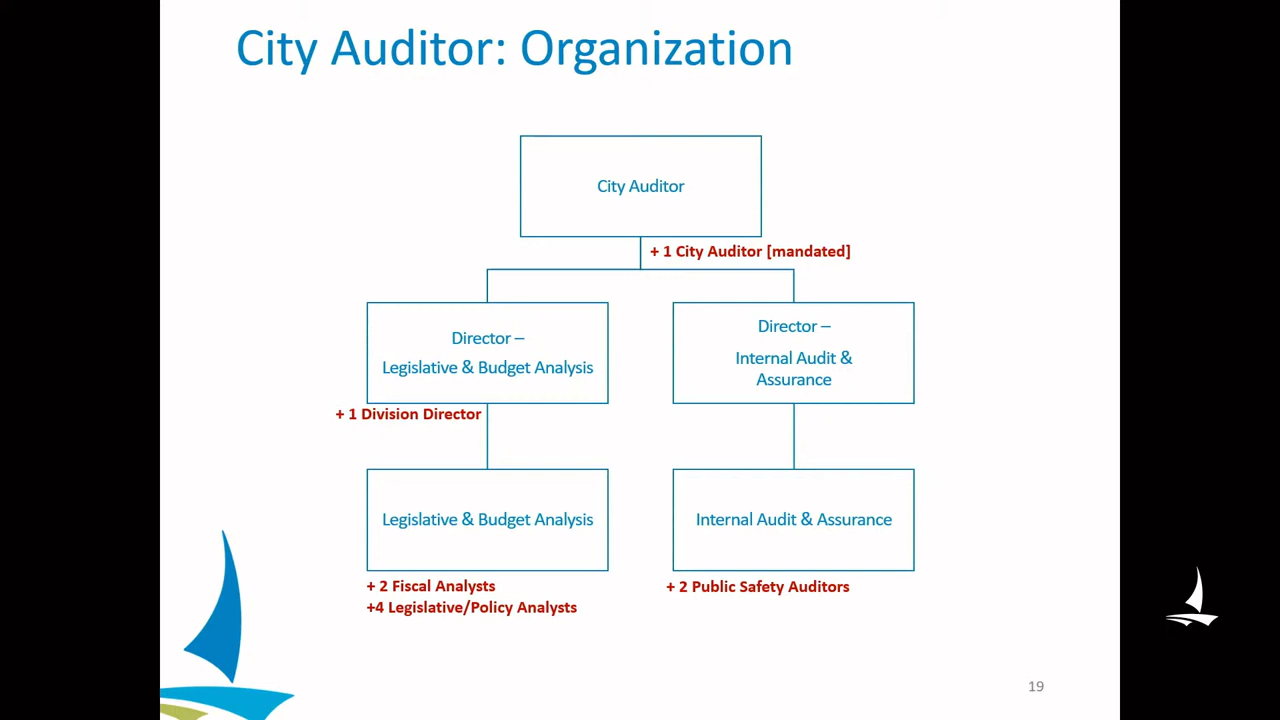 City Auditor: Organization
City Auditor
+ 1 City Auditor [mandated]
Director –
Legislative & Budget Analysis
+ 1 Division Director
Director –
Internal Audit &
Assurance
Legislative & Budget Analysis
+ 2 Fiscal Analysts
+4 Legislative/Policy Analysts
Internal Audit & Assurance
+ 2 Public Safety Auditors
19